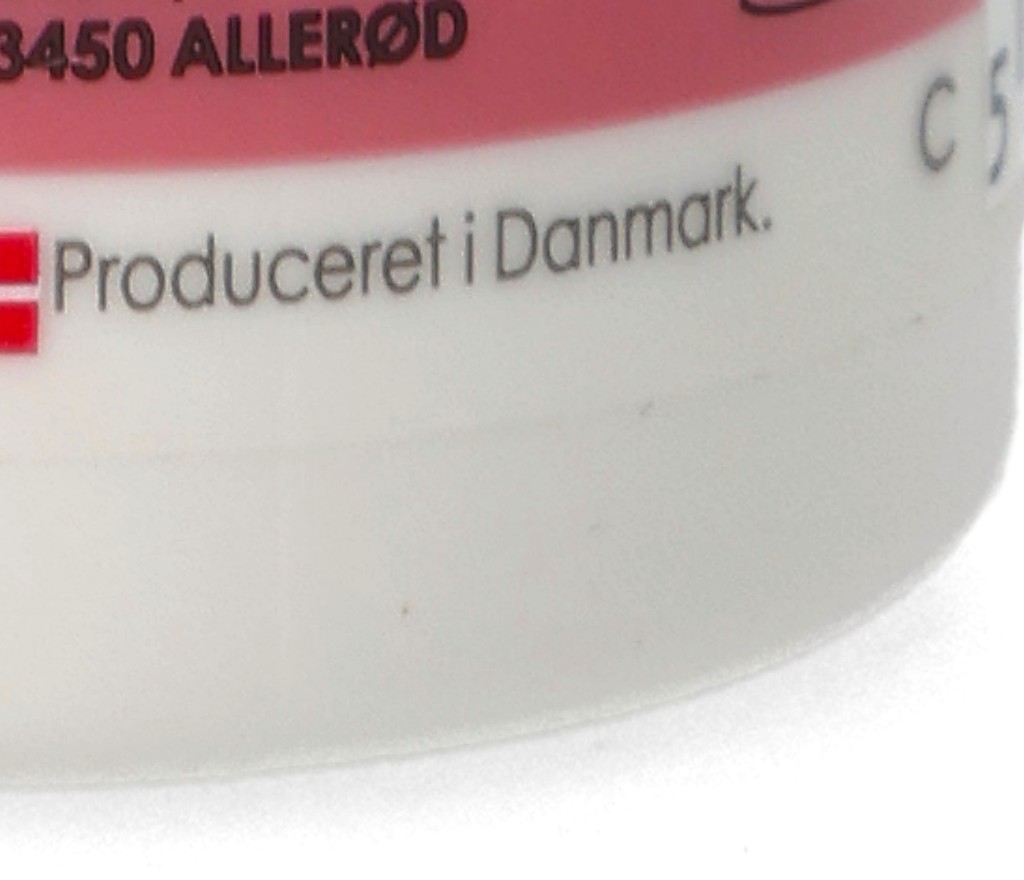 3450 ALLERØD
C 5
Produceret i Danmark.